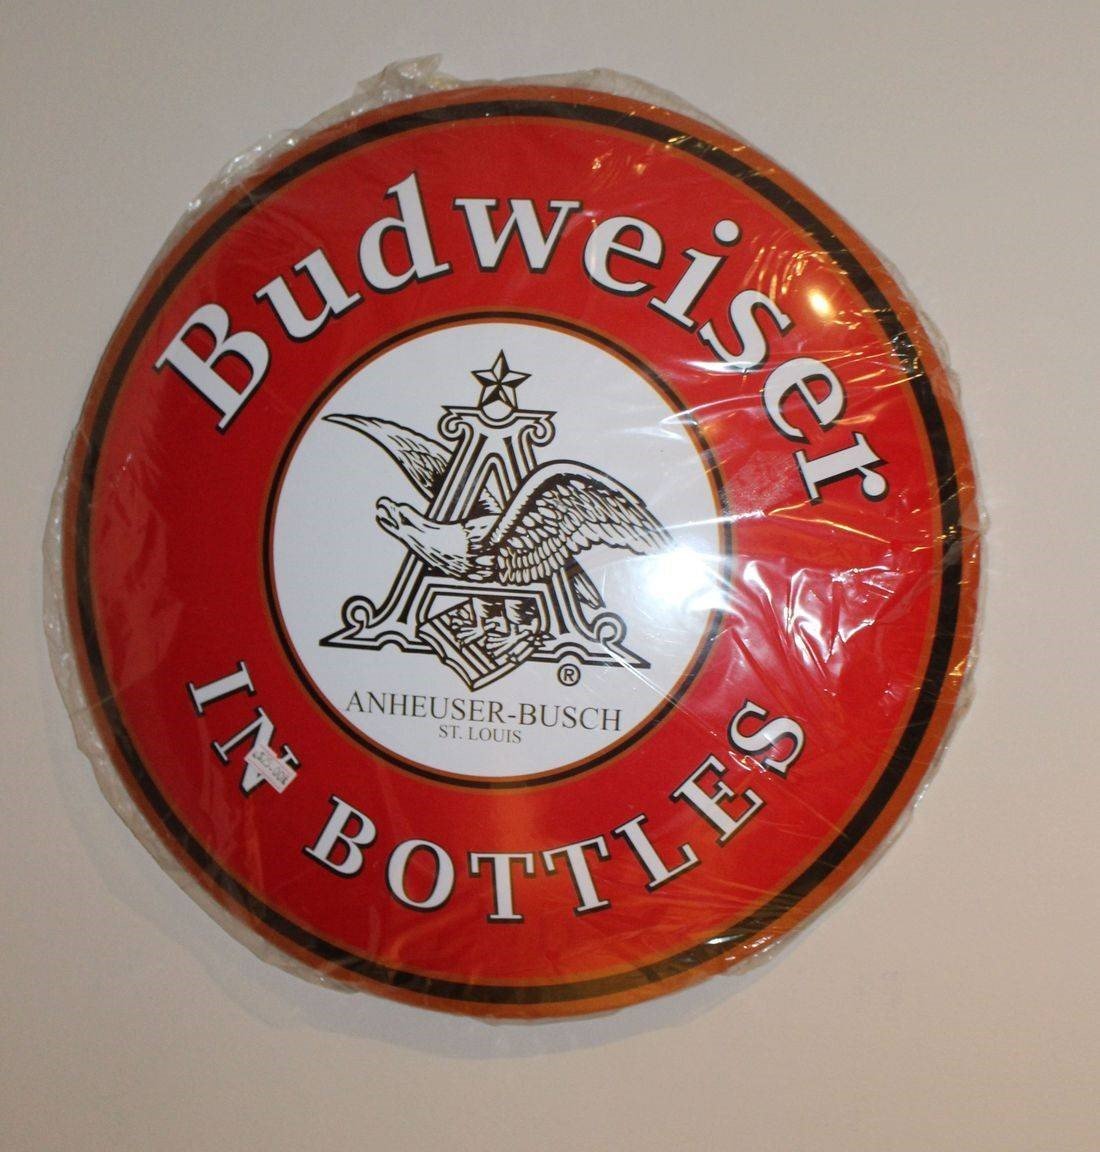 Budweiser
®
ANHEUSER-BUSCH
ST. LOUIS
IN BOTTLES